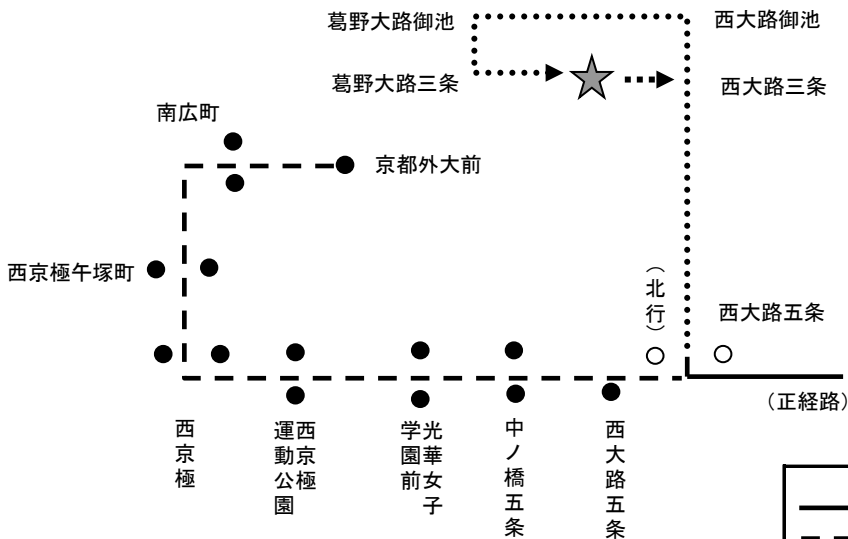 葛野大路御池
西大路御池
葛野大路三条
西大路三条
南広町
京都外大前
西京極午塚町
（北行）
西大路五条
（正経路）
西京極
西京極
運動公園
光華女子
学園前
中ノ橋五条
西大路五条